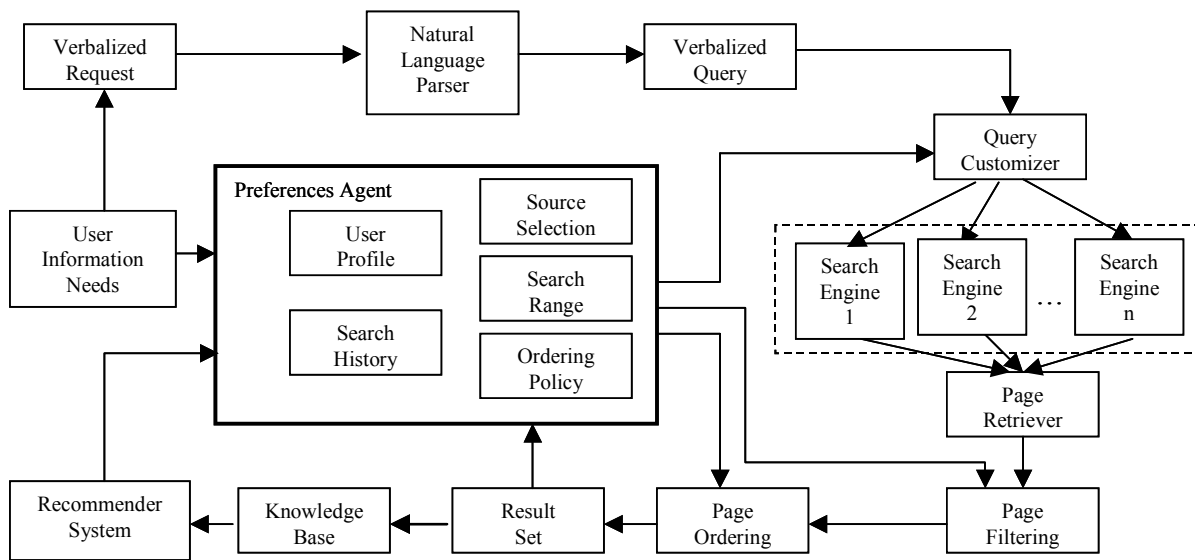 Verbalized
Request
Natural
Language
Parser
Verbalized
Query
Query
Customizer
Preferences Agent
User
Information
Needs
User
Profile
Source
Selection
Search
Range
Search
History
Ordering
Policy
Search
Engine
1
Search
Engine
2
…
Search
Engine
n
Page
Retriever
Recommender
System
Knowledge
Base
Result
Set
Page
Ordering
Page
Filtering